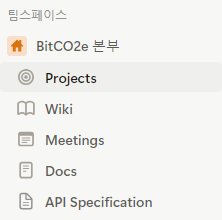 팀스페이스
BitCO2e 본부
Projects
Wiki
Meetings
Docs
API Specification